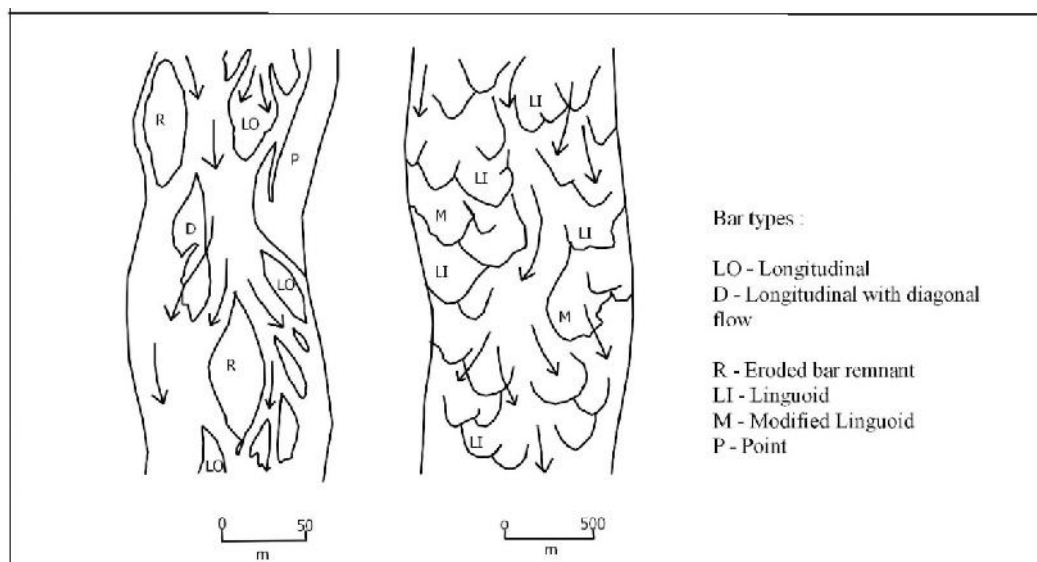 R
LO
P
D
LO
R
LO
0 50
m
LI
LI
M
LI
LI
M
LI
0 500
m
Bar types :
LO - Longitudinal
D - Longitudinal with diagonal
flow
R - Eroded bar remnant
LI - Linguoid
M - Modified Linguoid
P - Point